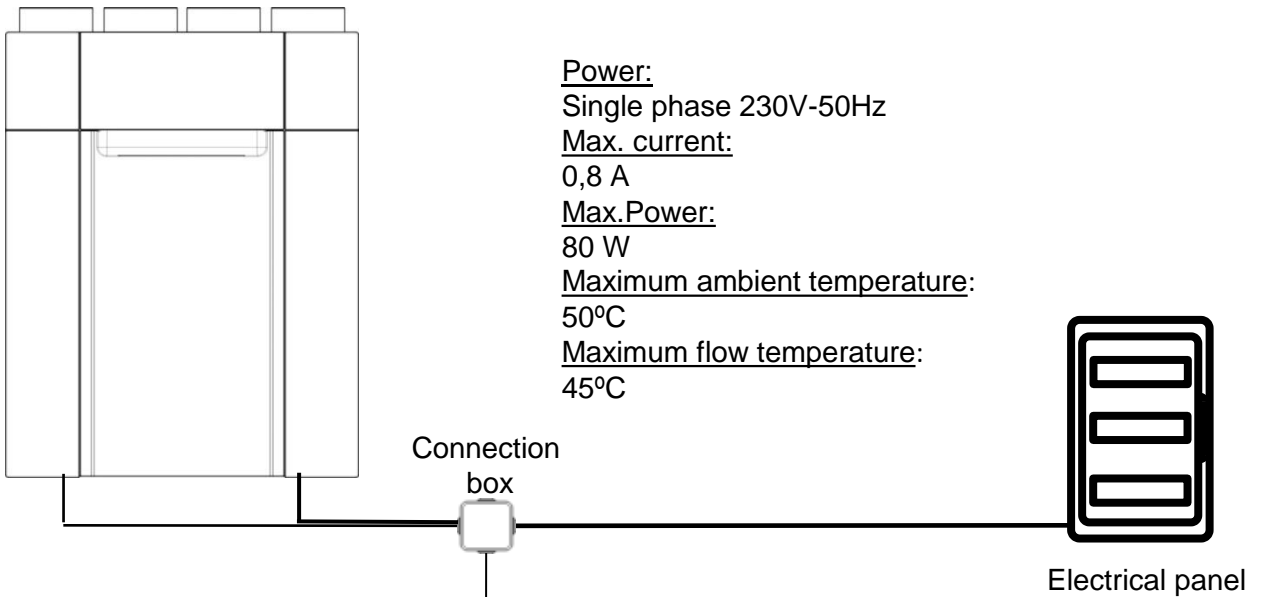 Power:
Single phase 230V-50Hz
Max. current:
0,8 A
Max.Power:
80 W
Maximum ambient temperature:
50ºC
Maximum flow temperature:
45ºC
Connection
box
Electrical panel